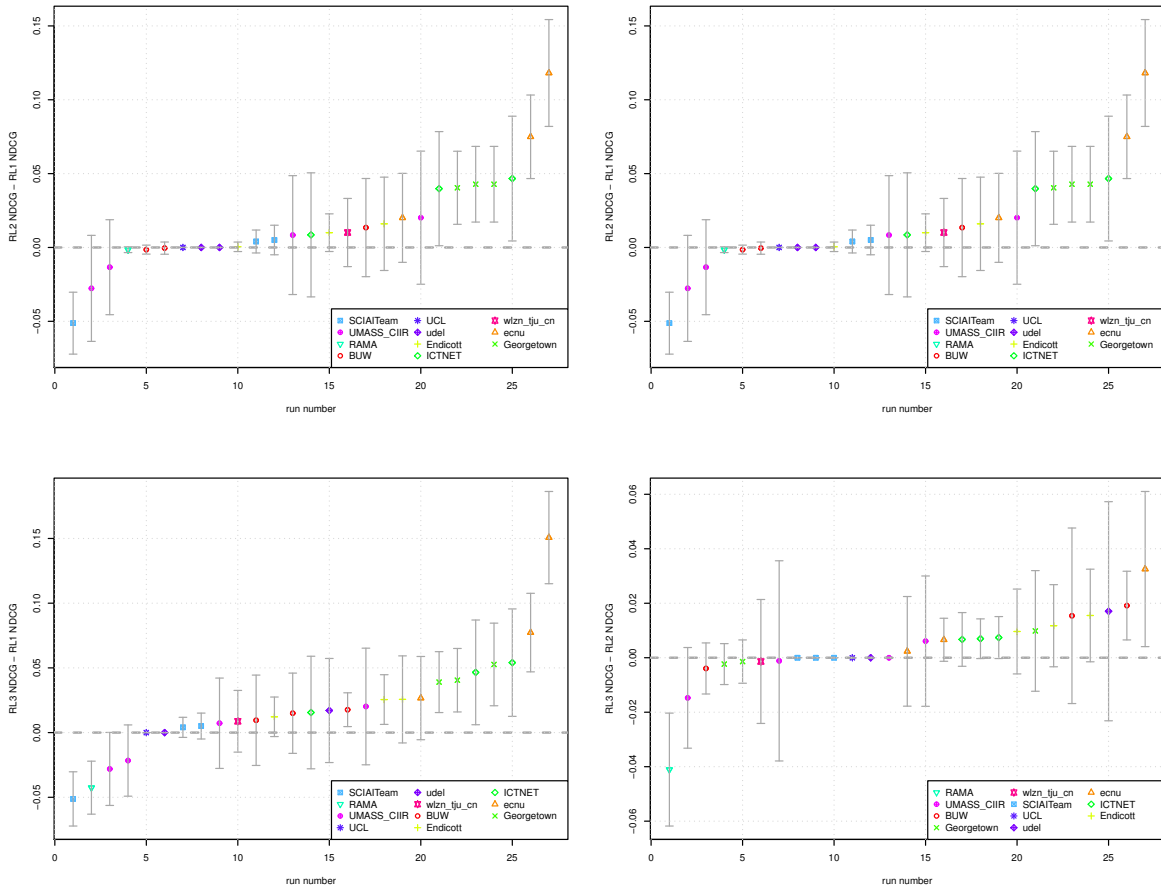 0.15
0.10
0.05
0.00
−0.05
RL2 NDCG − RL1 NDCG
SCIAITeam UCL wlzn_tju_cn
UMASS_CIIR udel ecnu
RAMA Endicott Georgetown
BUW ICTNET
0 5 10 15 20 25
run number
0.15
0.10
0.05
0.00
−0.05
RL2 NDCG − RL1 NDCG
SCIAITeam UCL wlzn_tju_cn
UMASS_CIIR udel ecnu
RAMA Endicott Georgetown
BUW ICTNET
0 5 10 15 20 25
run number
0.15
0.10
0.05
0.00
−0.05
RL3 NDCG − RL1 NDCG
SCIAITeam udel ICTNET
RAMA wlzn_tju_cn ecnu
UMASS_CIIR BUW Georgetown
UCL Endicott
0 5 10 15 20 25
run number
0.06
0.04
0.02
0.00
−0.02
−0.04
−0.06
RL3 NDCG − RL2 NDCG
RAMA wlzn_tju_cn ecnu
UMASS_CIIR SCIAITeam ICTNET
BUW UCL Endicott
Georgetown udel
0 5 10 15 20 25
run number